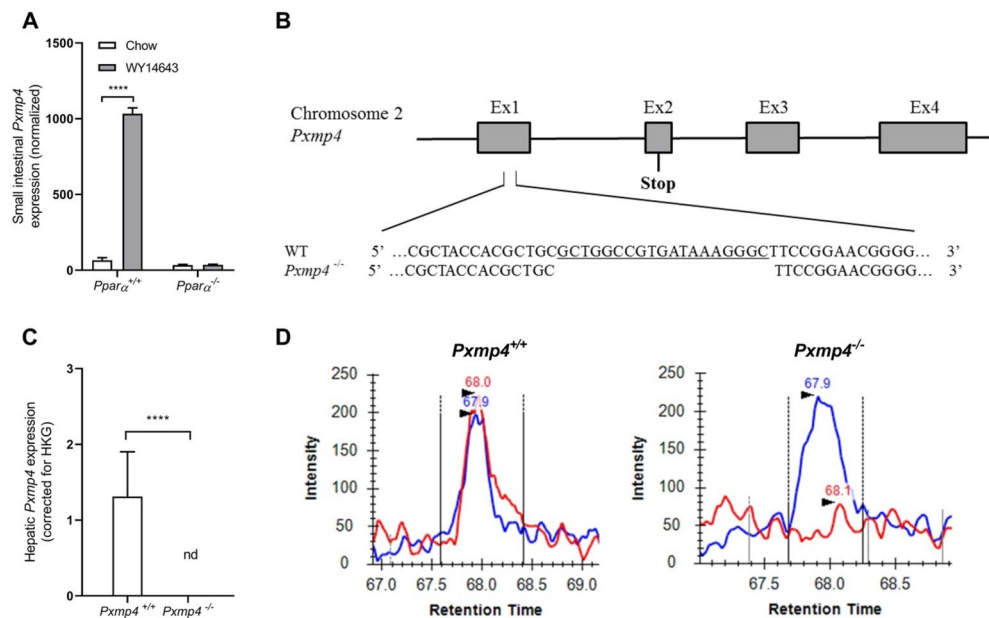 A
Chow
WY14643
****
Small intestinal Pxmp4
expression (normalized)
1500
1000
500
0
Pparα+/+
Pparα-/-
B
Chromosome 2
Pxmp4
Ex1
Ex2
Ex3
Ex4
Stop
WT 5’ …CGCTACCACGCTGCGCTGGCCGTGATAAAGGGCTTCCGGAACGGGG… 3’
Pxmp4 -/- 5’ …CGCTACCACGCTGC TTCCGGAACGGGG… 3’
C
Hepatic Pxmp4 expression
(corrected for HKG)
3
2
1
0
****
nd
Pxmp4 +/+
Pxmp4 -/-
D
Pxmp4+/+
Intensity
250
200
150
100
50
0
68.0
67.9
67.0 67.5 68.0 68.5 69.0
Retention Time
Pxmp4-/-
Intensity
250
200
150
100
50
0
67.9
68.1
67.5 68.0 68.5
Retention Time